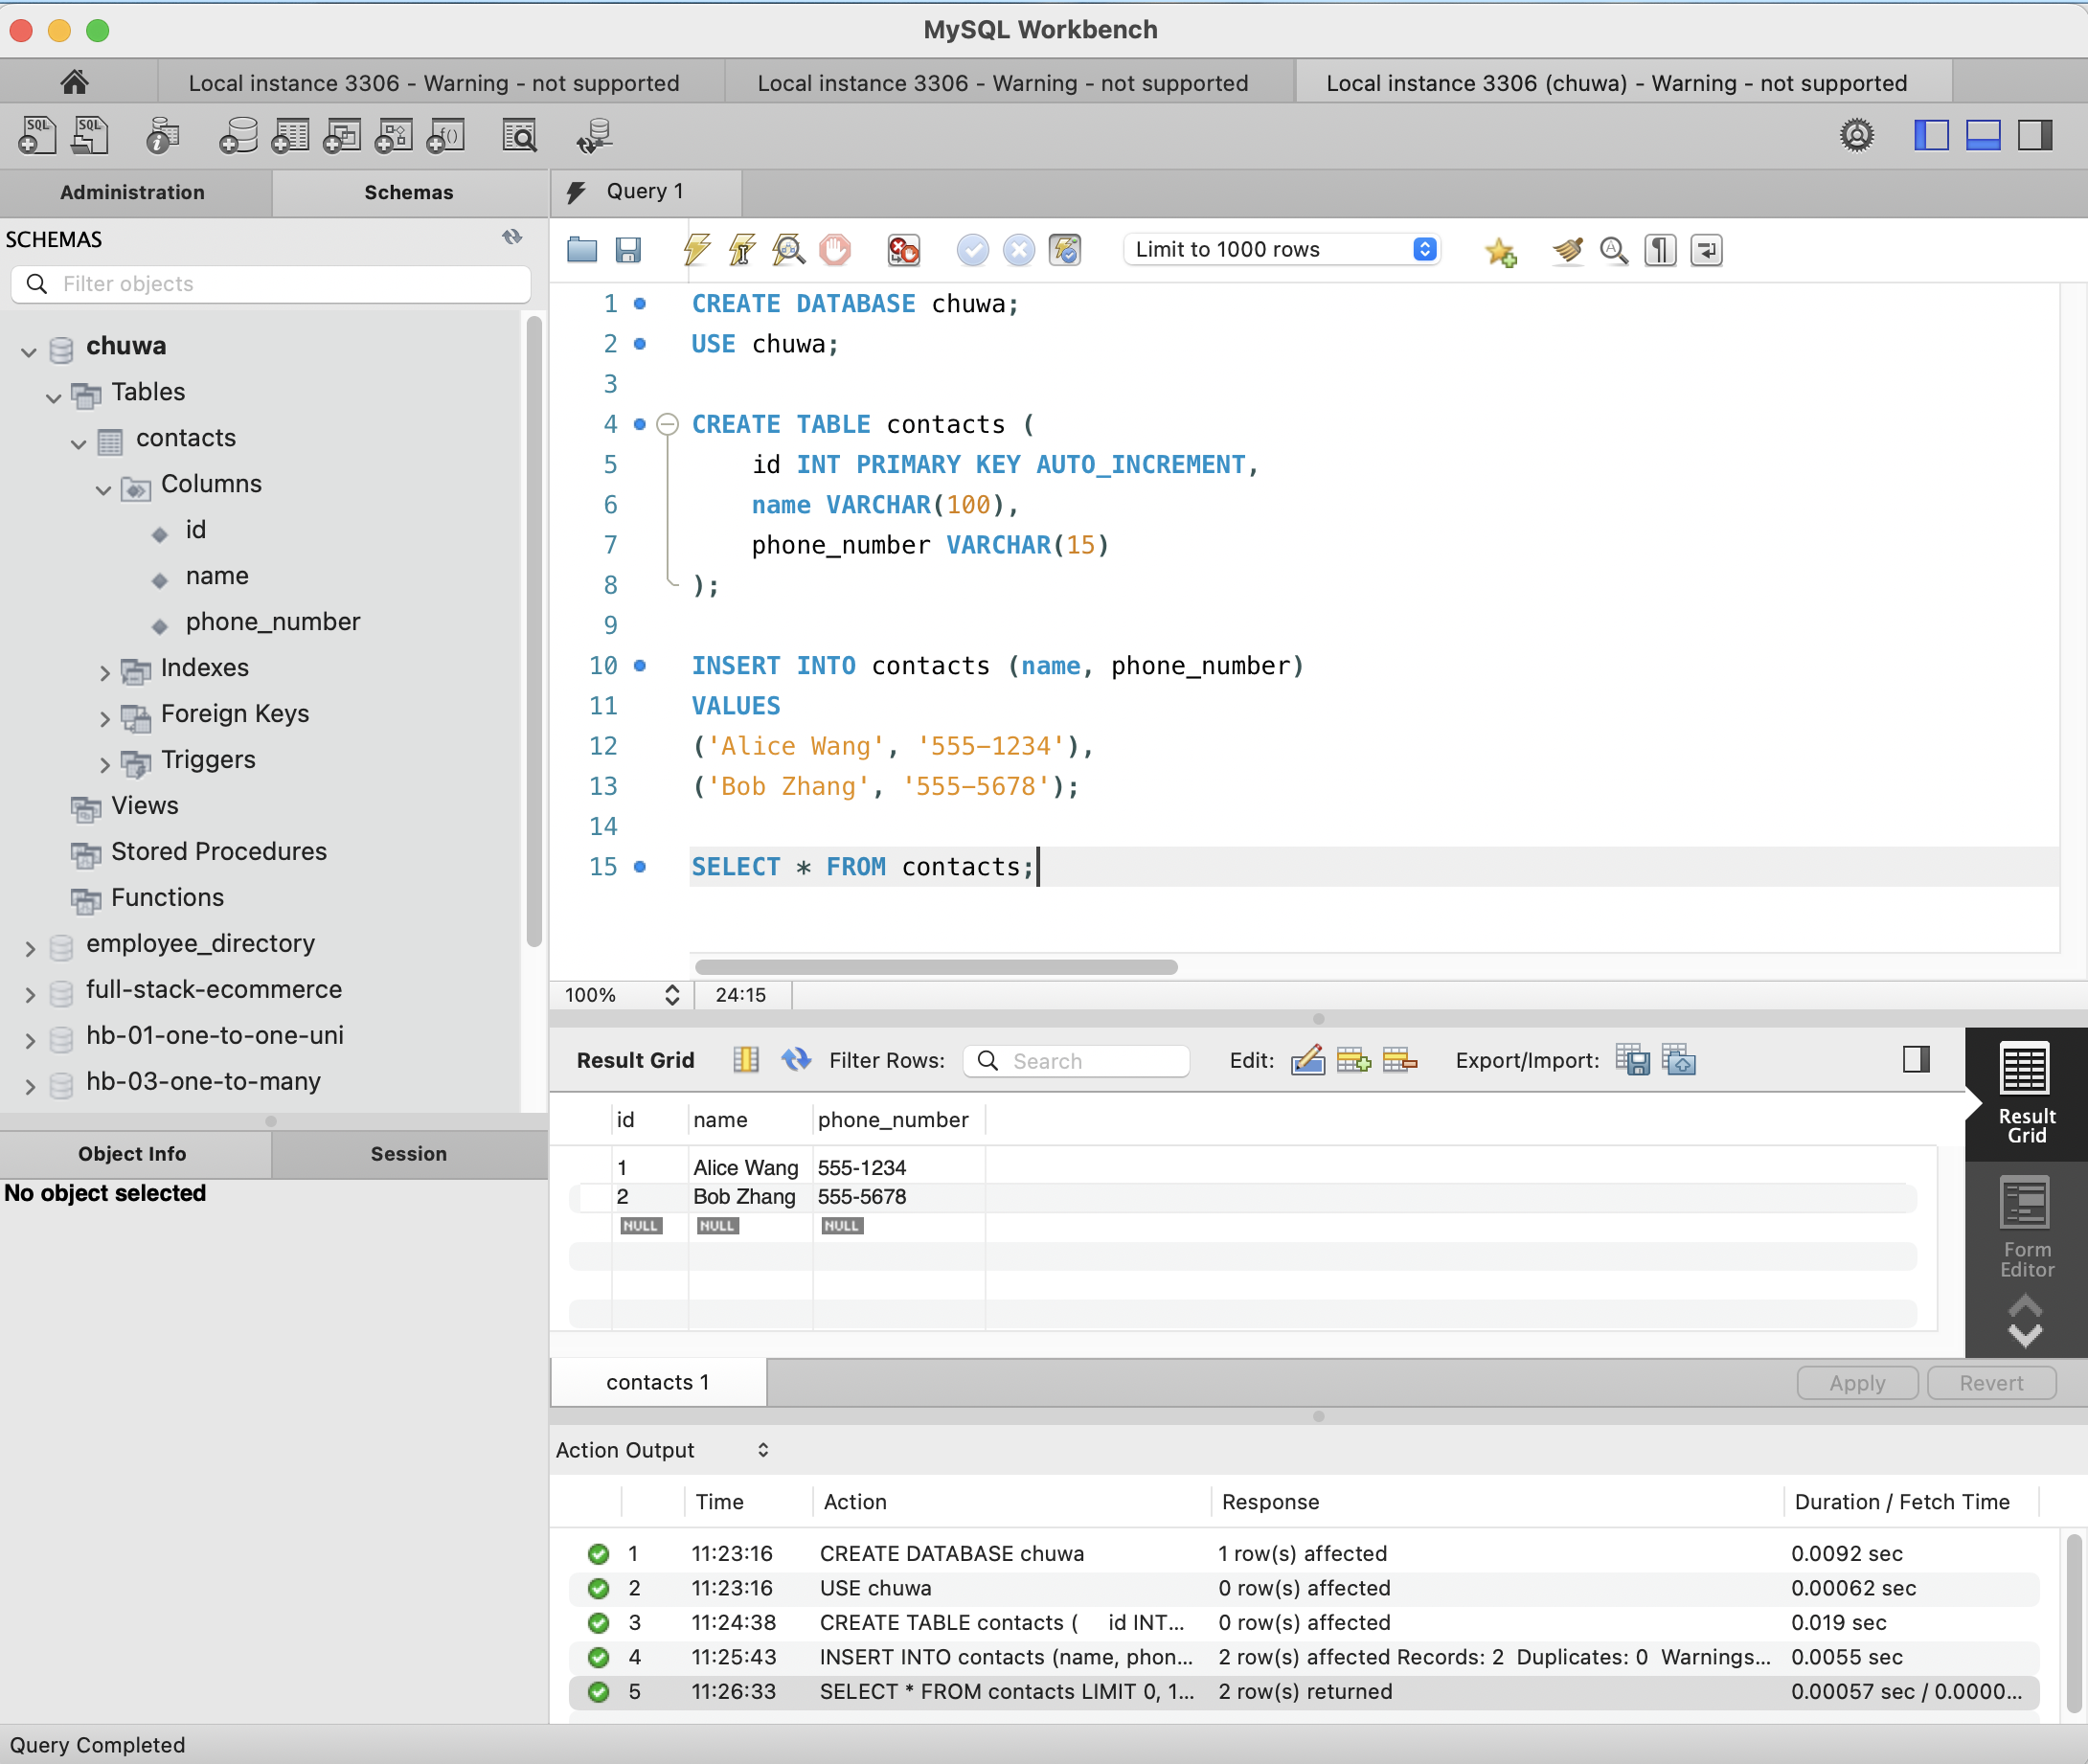 MySQL Workbench
Local instance 3306 - Warning - not supported
Local instance 3306 - Warning - not supported
Local instance 3306 (chuwa) - Warning - not supported
Administration
Schemas
Query 1
SCHEMAS
Filter objects
chuwa
Tables
contacts
Columns
id
name
phone_number
Indexes
Foreign Keys
Triggers
Views
Stored Procedures
Functions
employee_directory
full-stack-ecommerce
hb-01-one-to-one-uni
hb-03-one-to-many
Object Info
Session
No object selected
Limit to 1000 rows
1 CREATE DATABASE chuwa;
2 USE chuwa;
3
4 CREATE TABLE contacts (
5 id INT PRIMARY KEY AUTO_INCREMENT,
6 name VARCHAR(100),
7 phone_number VARCHAR(15)
8 );
9
10 INSERT INTO contacts (name, phone_number)
11 VALUES
12 ('Alice Wang', '555-1234'),
13 ('Bob Zhang', '555-5678');
14
15 SELECT * FROM contacts;
100% 24:15
Result Grid Filter Rows: Search Edit: Export/Import:
id name phone_number
1 Alice Wang 555-1234
2 Bob Zhang 555-5678
NULL NULL NULL
Result
Grid
Form
Editor
contacts 1
Apply Revert
Action Output
Time Action Response Duration / Fetch Time
1 11:23:16 CREATE DATABASE chuwa 1 row(s) affected 0.0092 sec
2 11:23:16 USE chuwa 0 row(s) affected 0.00062 sec
3 11:24:38 CREATE TABLE contacts ( id INT... 0 row(s) affected 0.019 sec
4 11:25:43 INSERT INTO contacts (name, phon... 2 row(s) affected Records: 2 Duplicates: 0 Warnings... 0.0055 sec
5 11:26:33 SELECT * FROM contacts LIMIT 0, 1... 2 row(s) returned 0.00057 sec / 0.0000...
Query Completed